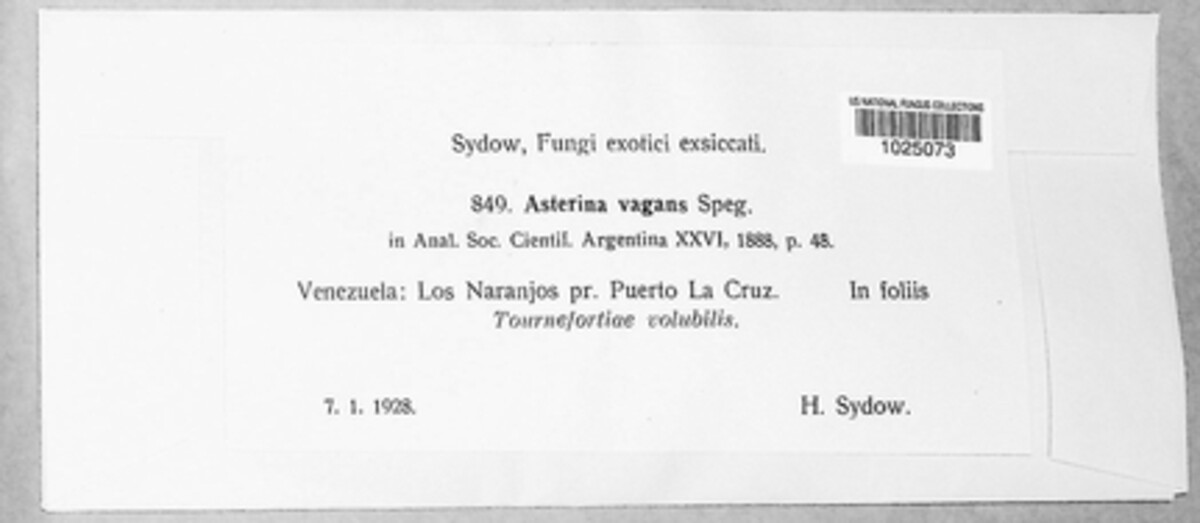 US NATIONAL FUNGUS COLLECTIONS
1025073
Sydow, Fungi exotici exsiccati.
849. Asterina vagans Speg.
in Anal. Soc. Cientif. Argentina XXVI, 1888, p. 48.
Venezuela: Los Naranjos pr. Puerto La Cruz. In foliis
Tournefortiae volubilis.
7. 1. 1928. H. Sydow.